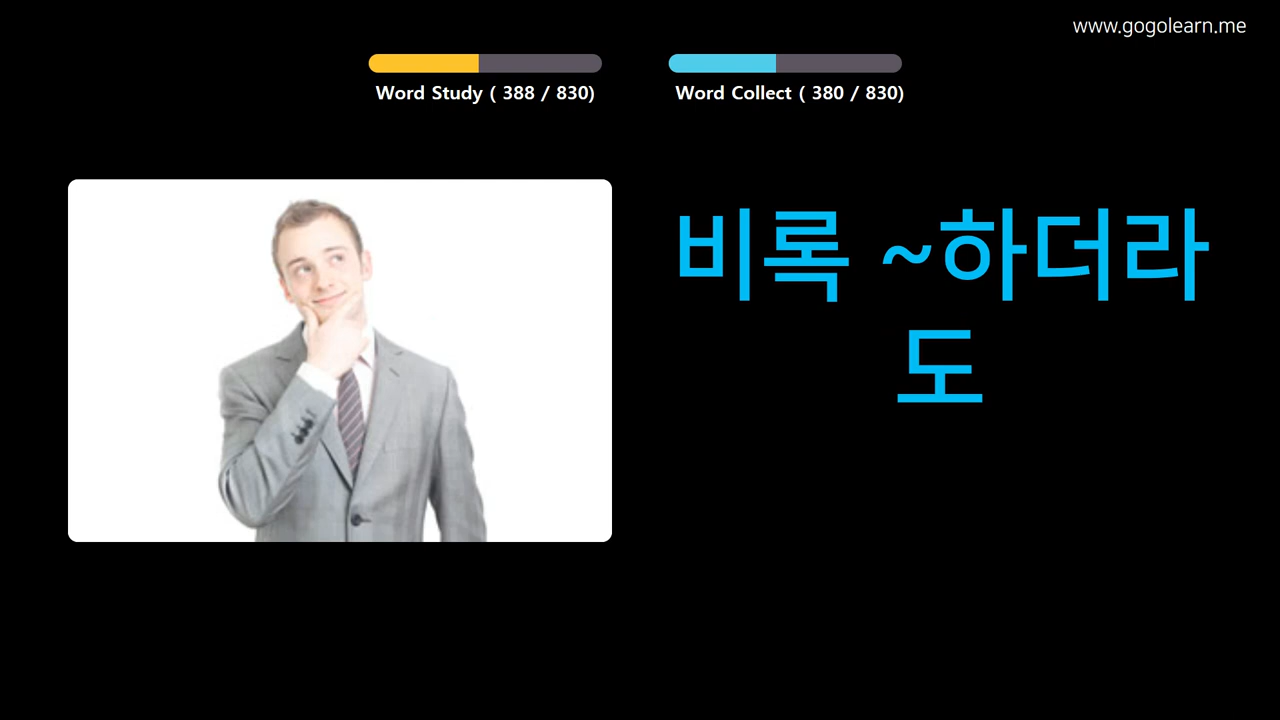 www.gogolearn.me
Word Study ( 388 / 830)
Word Collect ( 380 / 830)
비록 ~하더라
도